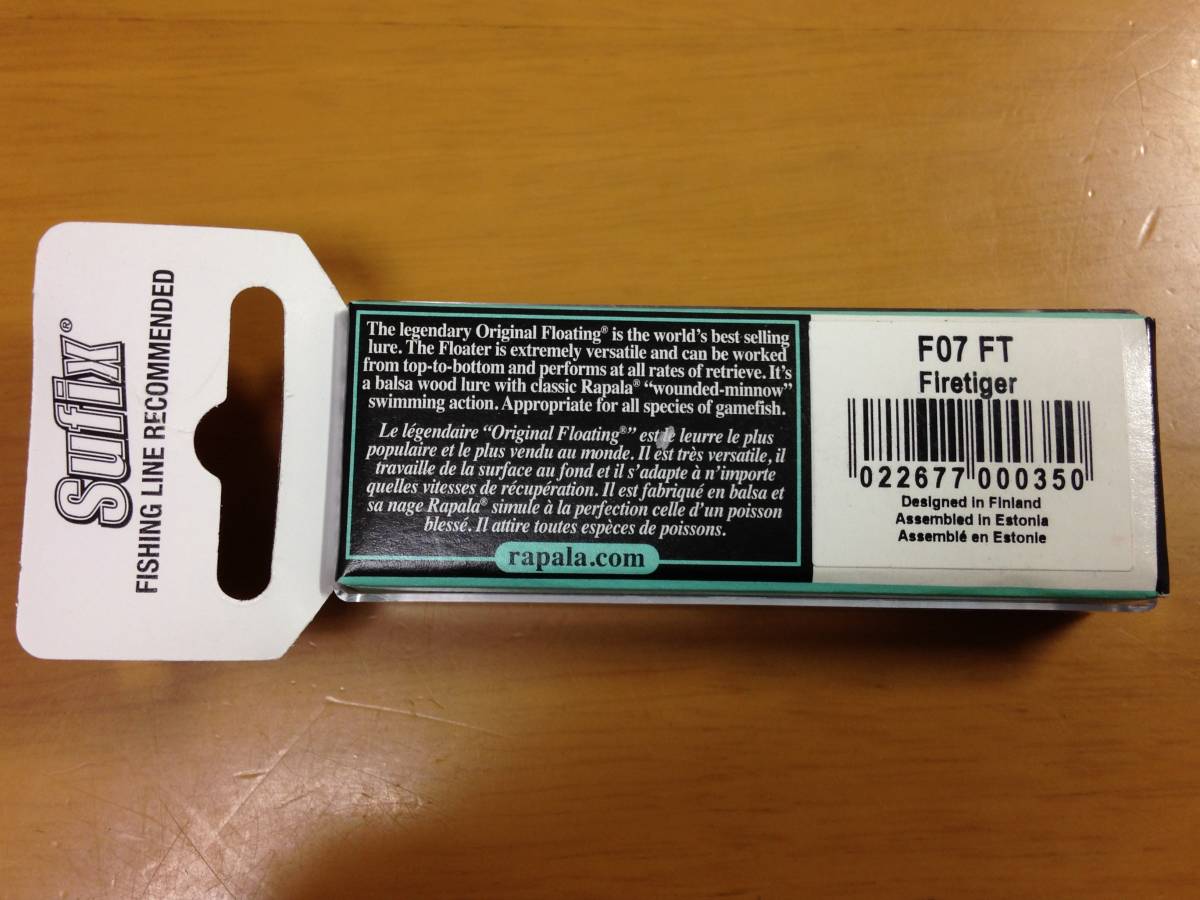 Sufix®
FISHING LINE RECOMMENDED
The legendary Original Floating® is the world's best selling
lure. The Floater is extremely versatile and can be worked
from top-to-bottom and performs at all rates of retrieve. It's
a balsa wood lure with classic Rapala® “wounded-minnow”
swimming action. Appropriate for all species of gamefish.
Le légendaire “Original Floating®” est le leurre le plus
populaire et le plus vendu au monde. Il est très versatile, il
travaille de la surface au fond et il s'adapte à n'importe
quelles vitesses de récupération. Il est fabriqué en balsa et
sa nage Rapala® simule à la perfection celle d'un poisson
blessé. Il attire toutes espèces de poissons.
rapala.com
F07 FT
Firetiger
022677 000350
Designed in Finland
Assembled in Estonia
Assemblé en Estonie